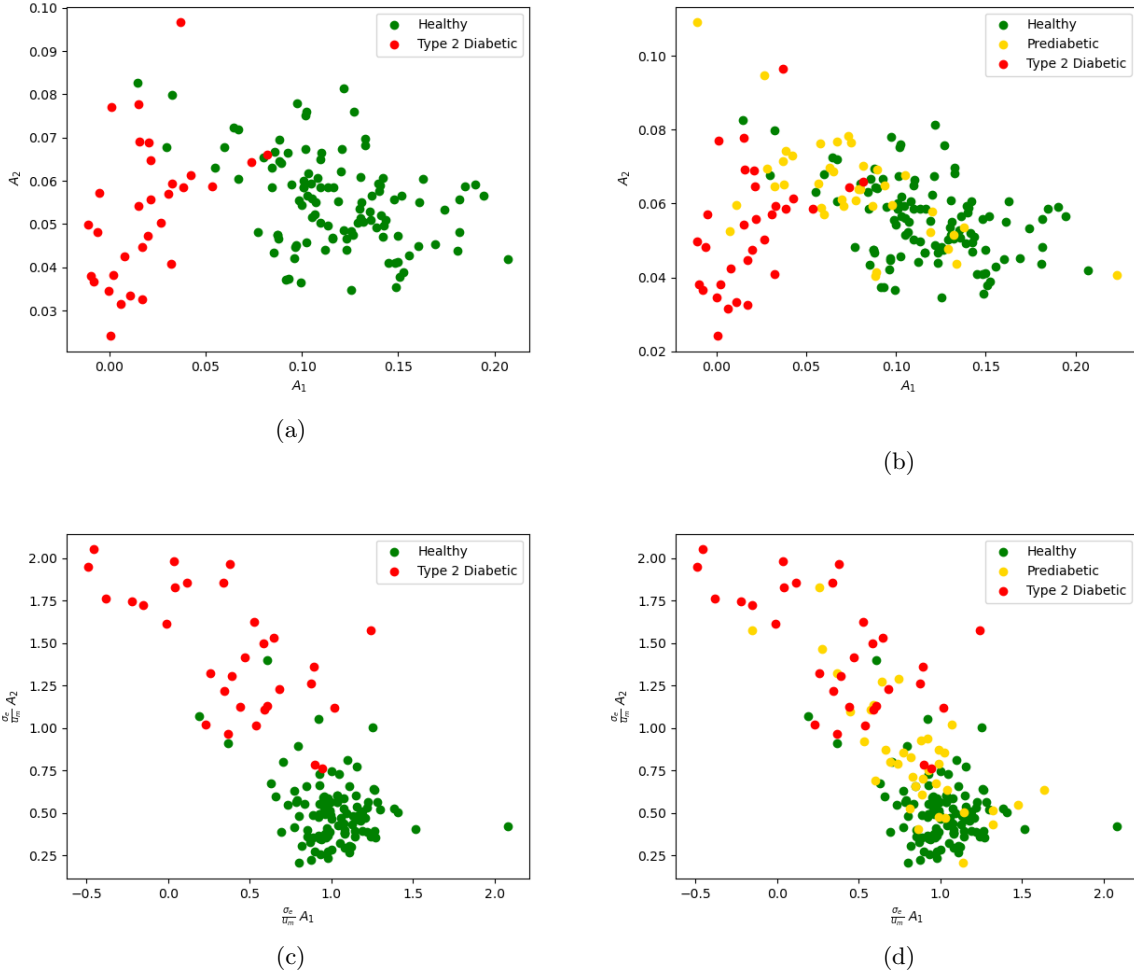 0.10
0.09
0.08
0.07
0.06
0.05
0.04
0.03
A₂
0.00 0.05 0.10 0.15 0.20
A₁
Healthy
Type 2 Diabetic
(a)
0.10
0.08
0.06
0.04
0.02
A₂
0.00 0.05 0.10 0.15 0.20
A₁
Healthy
Prediabetic
Type 2 Diabetic
(b)
2.00
1.75
1.50
1.25
1.00
0.75
0.50
0.25
σₑ/uₘ A₂
−0.5 0.0 0.5 1.0 1.5 2.0
σₑ/uₘ A₁
Healthy
Type 2 Diabetic
(c)
2.00
1.75
1.50
1.25
1.00
0.75
0.50
0.25
σₑ/uₘ A₂
−0.5 0.0 0.5 1.0 1.5 2.0
σₑ/uₘ A₁
Healthy
Prediabetic
Type 2 Diabetic
(d)